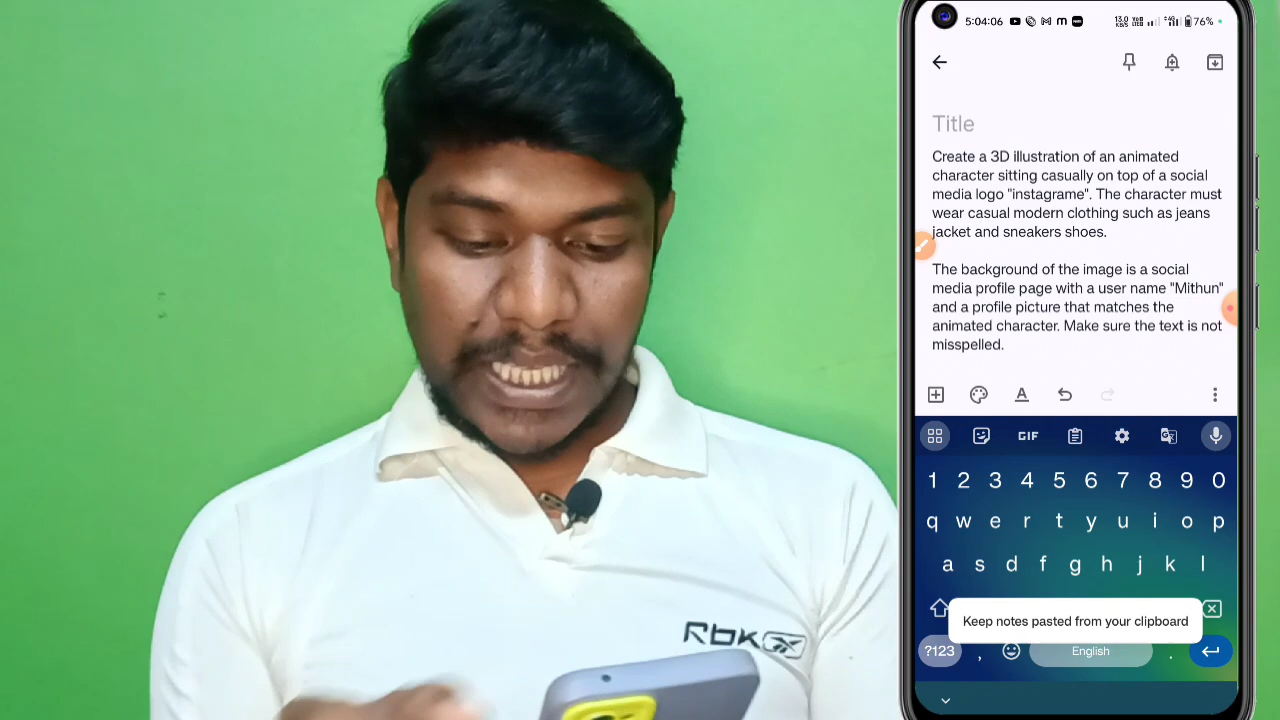 5:04:06
13.0 KB/S
76%
Title
Create a 3D illustration of an animated
character sitting casually on top of a social
media logo "instagrame". The character must
wear casual modern clothing such as jeans
jacket and sneakers shoes.
The background of the image is a social
media profile page with a user name "Mithun"
and a profile picture that matches the
animated character. Make sure the text is not
misspelled.
GIF
1 2 3 4 5 6 7 8 9 0
q w e r t y u i o p
a s d f g h j k l
Keep notes pasted from your clipboard
?123 , English .
Rbk